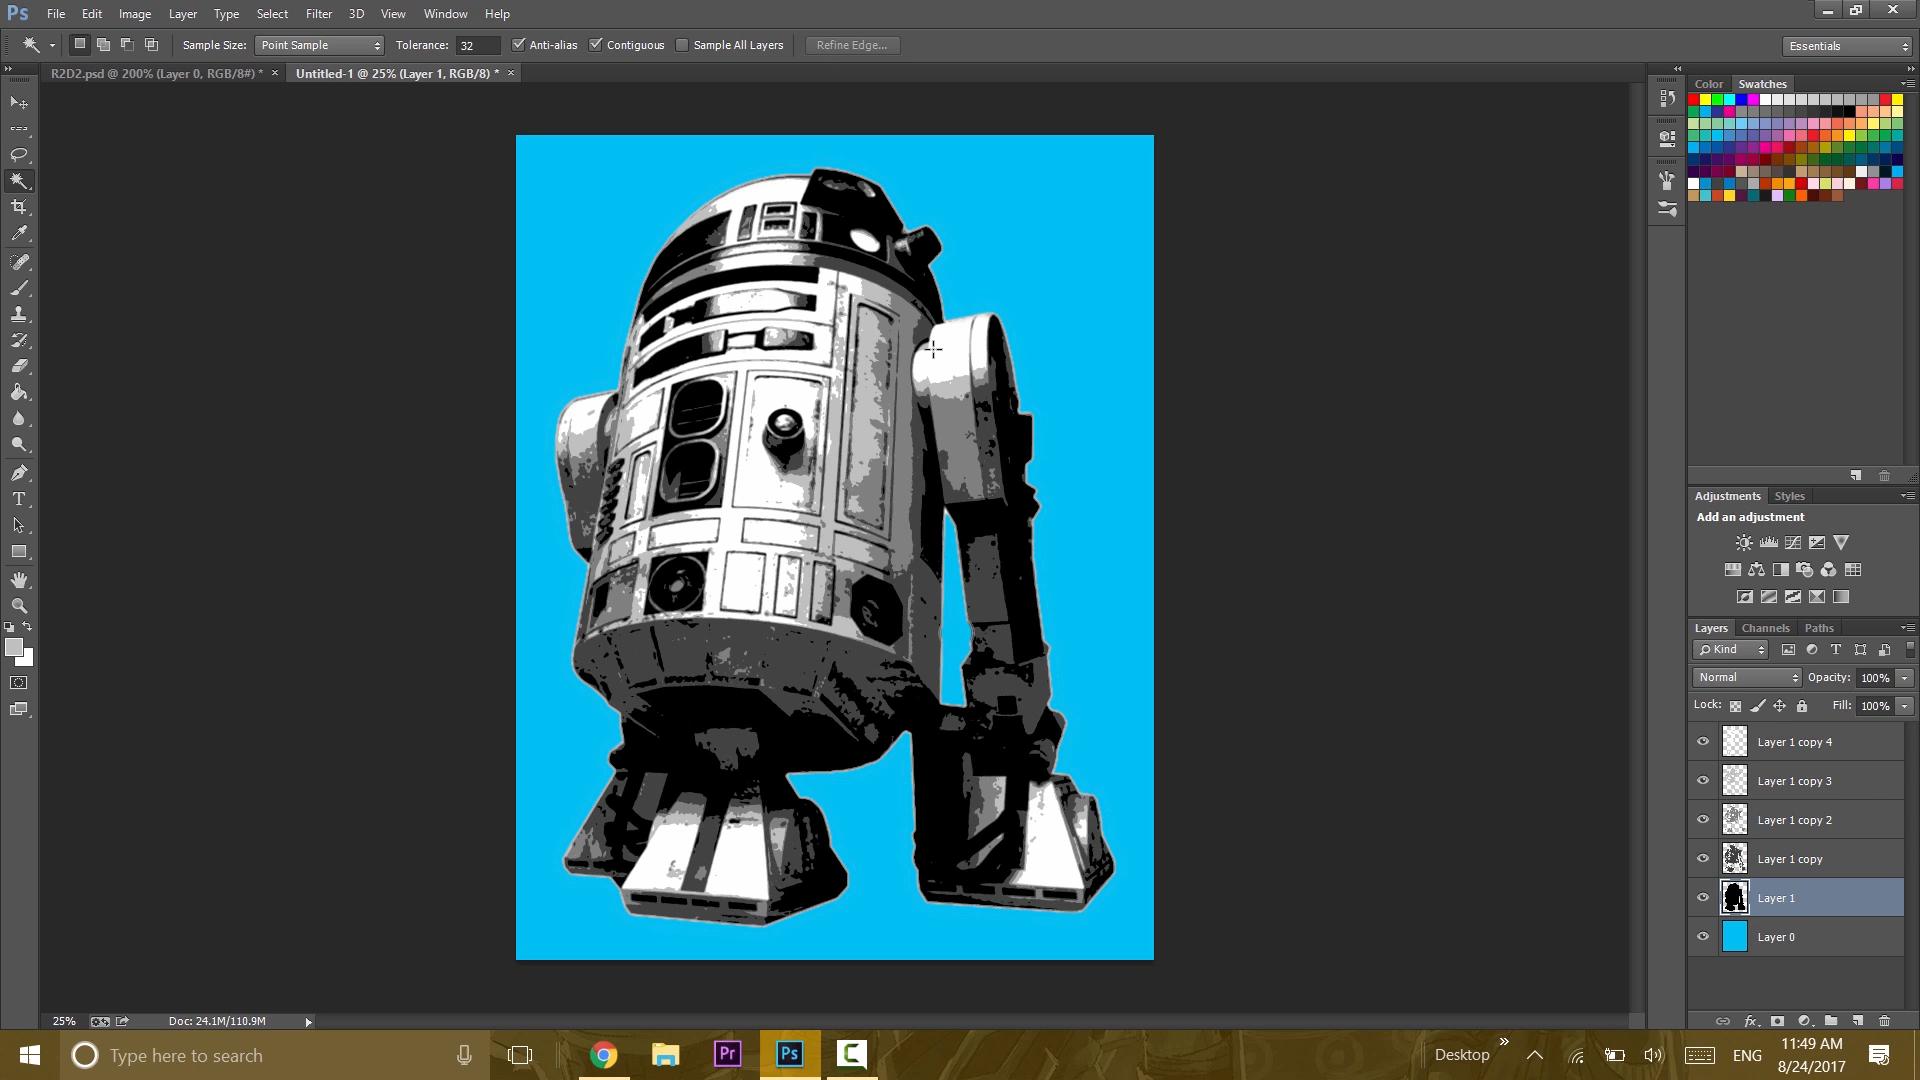 Ps File Edit Image Layer Type Select Filter 3D View Window Help
Sample Size: Point Sample Tolerance: 32 Anti-alias Contiguous Sample All Layers Refine Edge... Essentials
R2D2.psd @ 200% (Layer 0, RGB/8#) * × Untitled-1 @ 25% (Layer 1, RGB/8) * ×
Color Swatches
Adjustments Styles
Add an adjustment
Layers Channels Paths
Kind
Normal Opacity: 100%
Lock: Fill: 100%
Layer 1 copy 4
Layer 1 copy 3
Layer 1 copy 2
Layer 1 copy
Layer 1
Layer 0
25% Doc: 24.1M/110.9M
Type here to search Pr Ps Desktop ENG 11:49 AM
8/24/2017